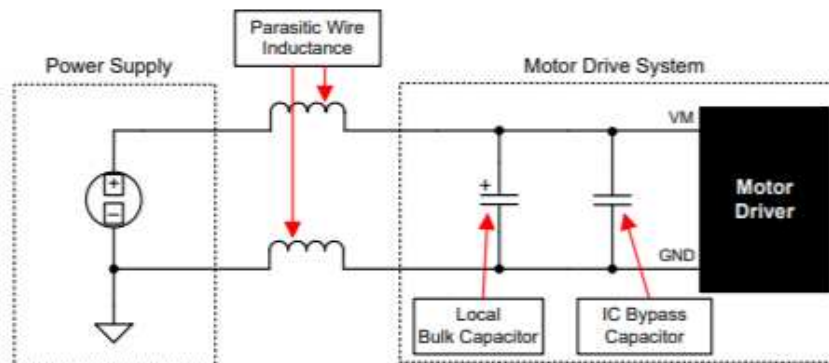 Parasitic Wire
Inductance
Power Supply
Motor Drive System
VM
+
+
−
Motor
Driver
GND
Local
Bulk Capacitor
IC Bypass
Capacitor